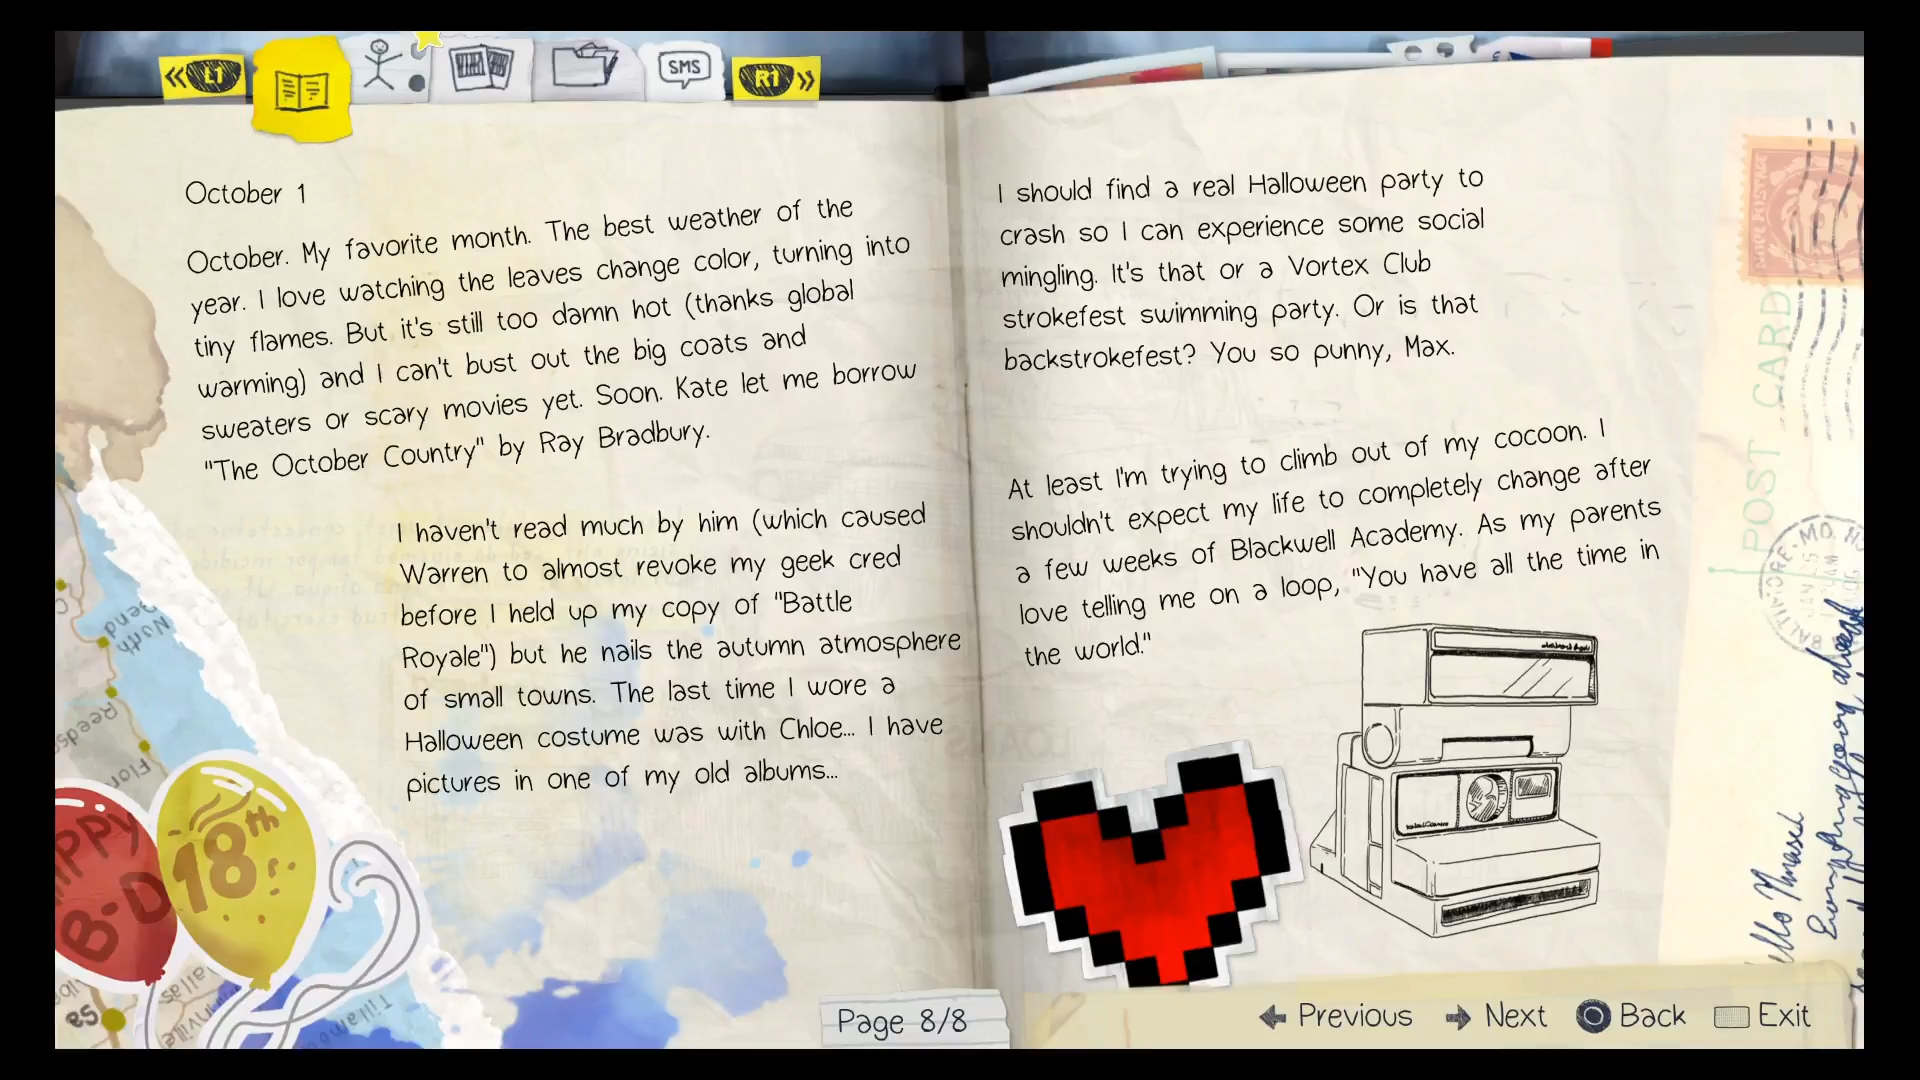 L1
SMS
R1
October 1
October. My favorite month. The best weather of the
year. I love watching the leaves change color, turning into
tiny flames. But it's still too damn hot (thanks global
warming) and I can't bust out the big coats and
sweaters or scary movies yet. Soon. Kate let me borrow
"The October Country" by Ray Bradbury.
I haven't read much by him (which caused
Warren to almost revoke my geek cred
before I held up my copy of "Battle
Royale") but he nails the autumn atmosphere
of small towns. The last time I wore a
Halloween costume was with Chloe... I have
pictures in one of my old albums...
I should find a real Halloween party to
crash so I can experience some social
mingling. It's that or a Vortex Club
strokefest swimming party. Or is that
backstrokefest? You so punny, Max.
At least I'm trying to climb out of my cocoon. I
shouldn't expect my life to completely change after
a few weeks of Blackwell Academy. As my parents
love telling me on a loop, "You have all the time in
the world."
POST CARD
North
Bend
B-D
18th
Page 8/8
Previous
Next
Back
Exit